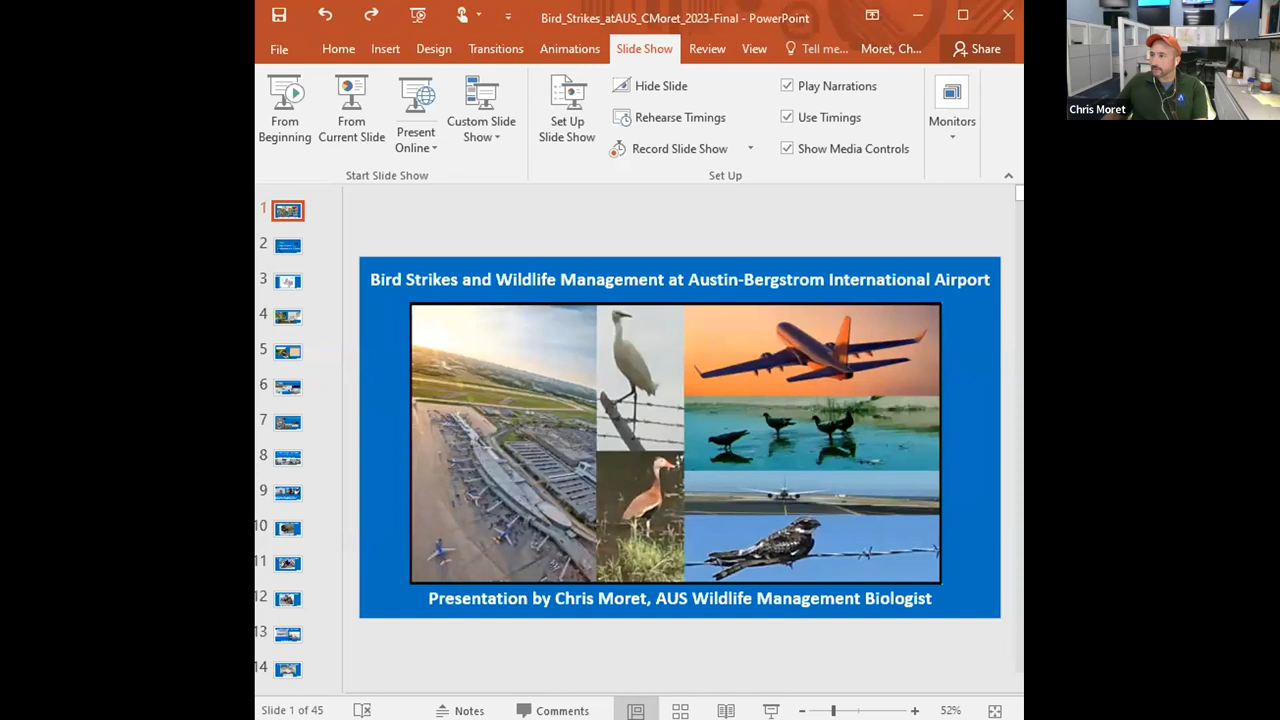 Bird_Strikes_atAUS_CMoret_2023-Final - PowerPoint
File
Home
Insert
Design
Transitions
Animations
Slide Show
Review
View
Tell me...
Moret, Ch...
Share
From
Beginning
From
Current Slide
Present
Online
Custom Slide
Show
Set Up
Slide Show
Hide Slide
Rehearse Timings
Record Slide Show
Play Narrations
Use Timings
Show Media Controls
Monitors
Start Slide Show
Set Up
Chris Moret
1
2
3
4
5
6
7
8
9
10
11
12
13
14
Bird Strikes and Wildlife Management at Austin-Bergstrom International Airport
Presentation by Chris Moret, AUS Wildlife Management Biologist
Slide 1 of 45
Notes
Comments
52%